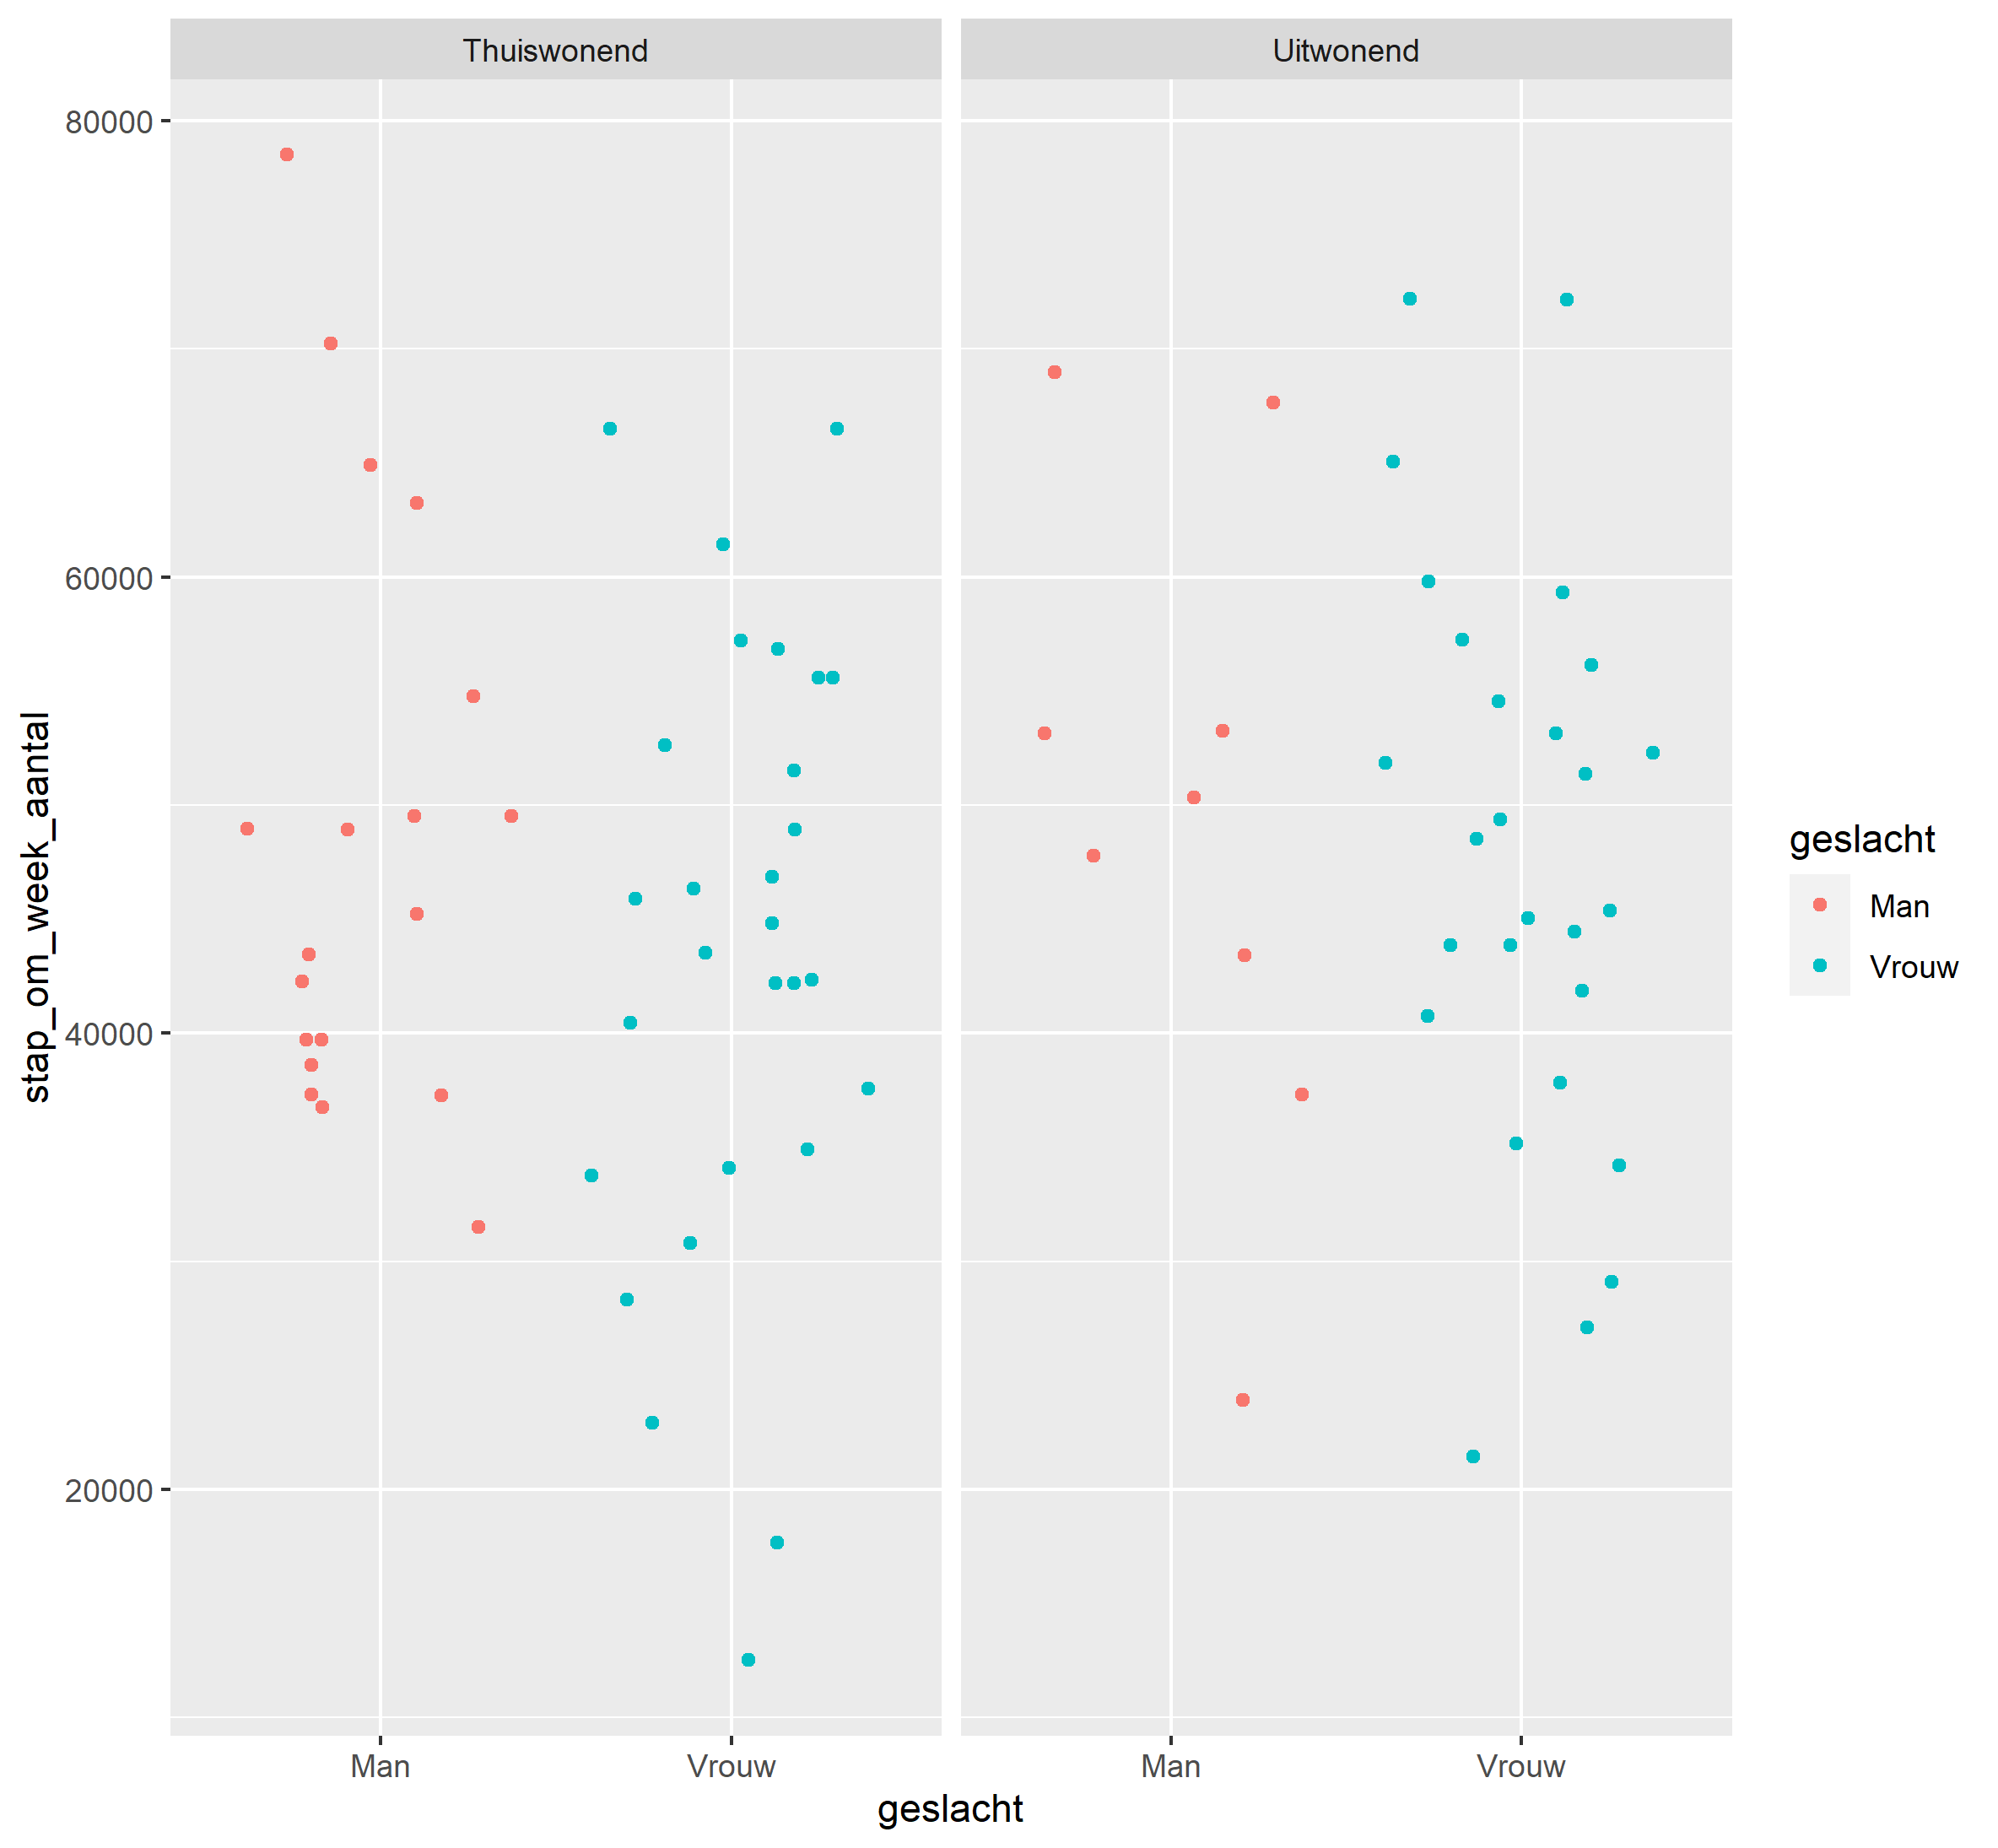 Thuiswonend
Uitwonend
80000
60000
40000
20000
stap_om_week_aantal
Man
Vrouw
Man
Vrouw
geslacht
geslacht
Man
Vrouw